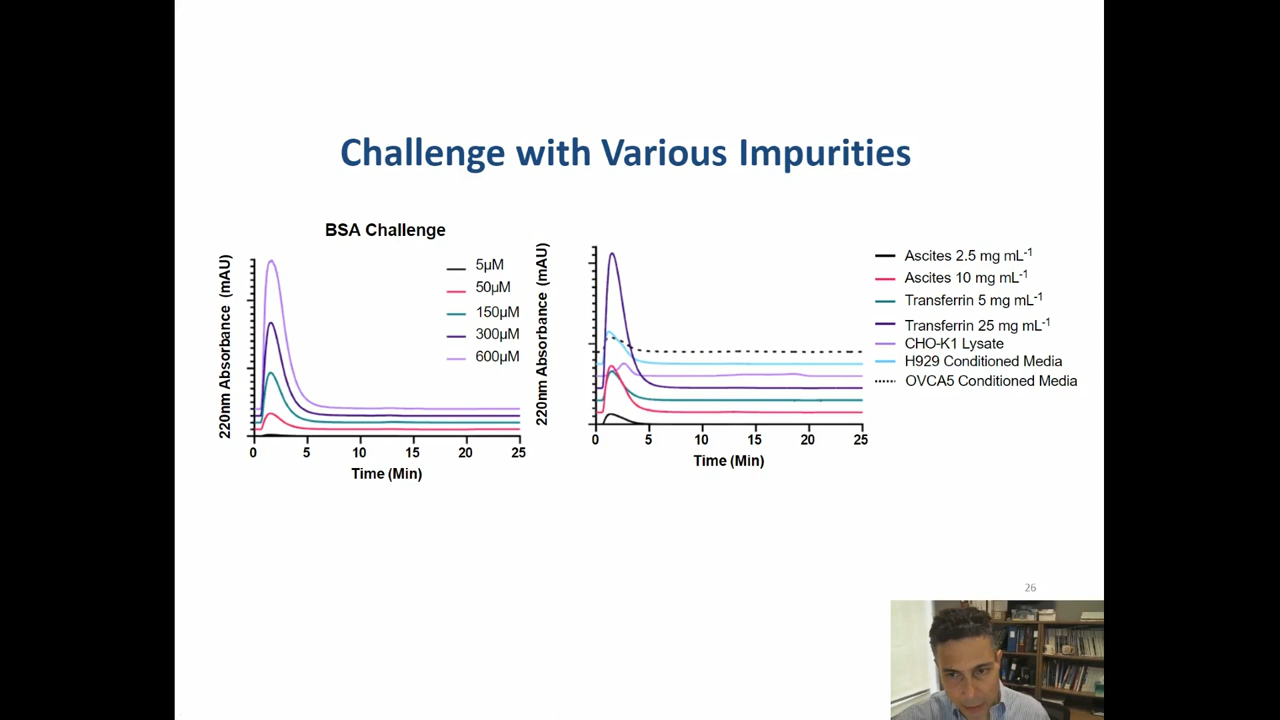 Challenge with Various Impurities
BSA Challenge
220nm Absorbance (mAU)
5µM
50µM
150µM
300µM
600µM
0 5 10 15 20 25
Time (Min)
220nm Absorbance (mAU)
0 5 10 15 20 25
Time (Min)
Ascites 2.5 mg mL⁻¹
Ascites 10 mg mL⁻¹
Transferrin 5 mg mL⁻¹
Transferrin 25 mg mL⁻¹
CHO-K1 Lysate
H929 Conditioned Media
OVCA5 Conditioned Media
26